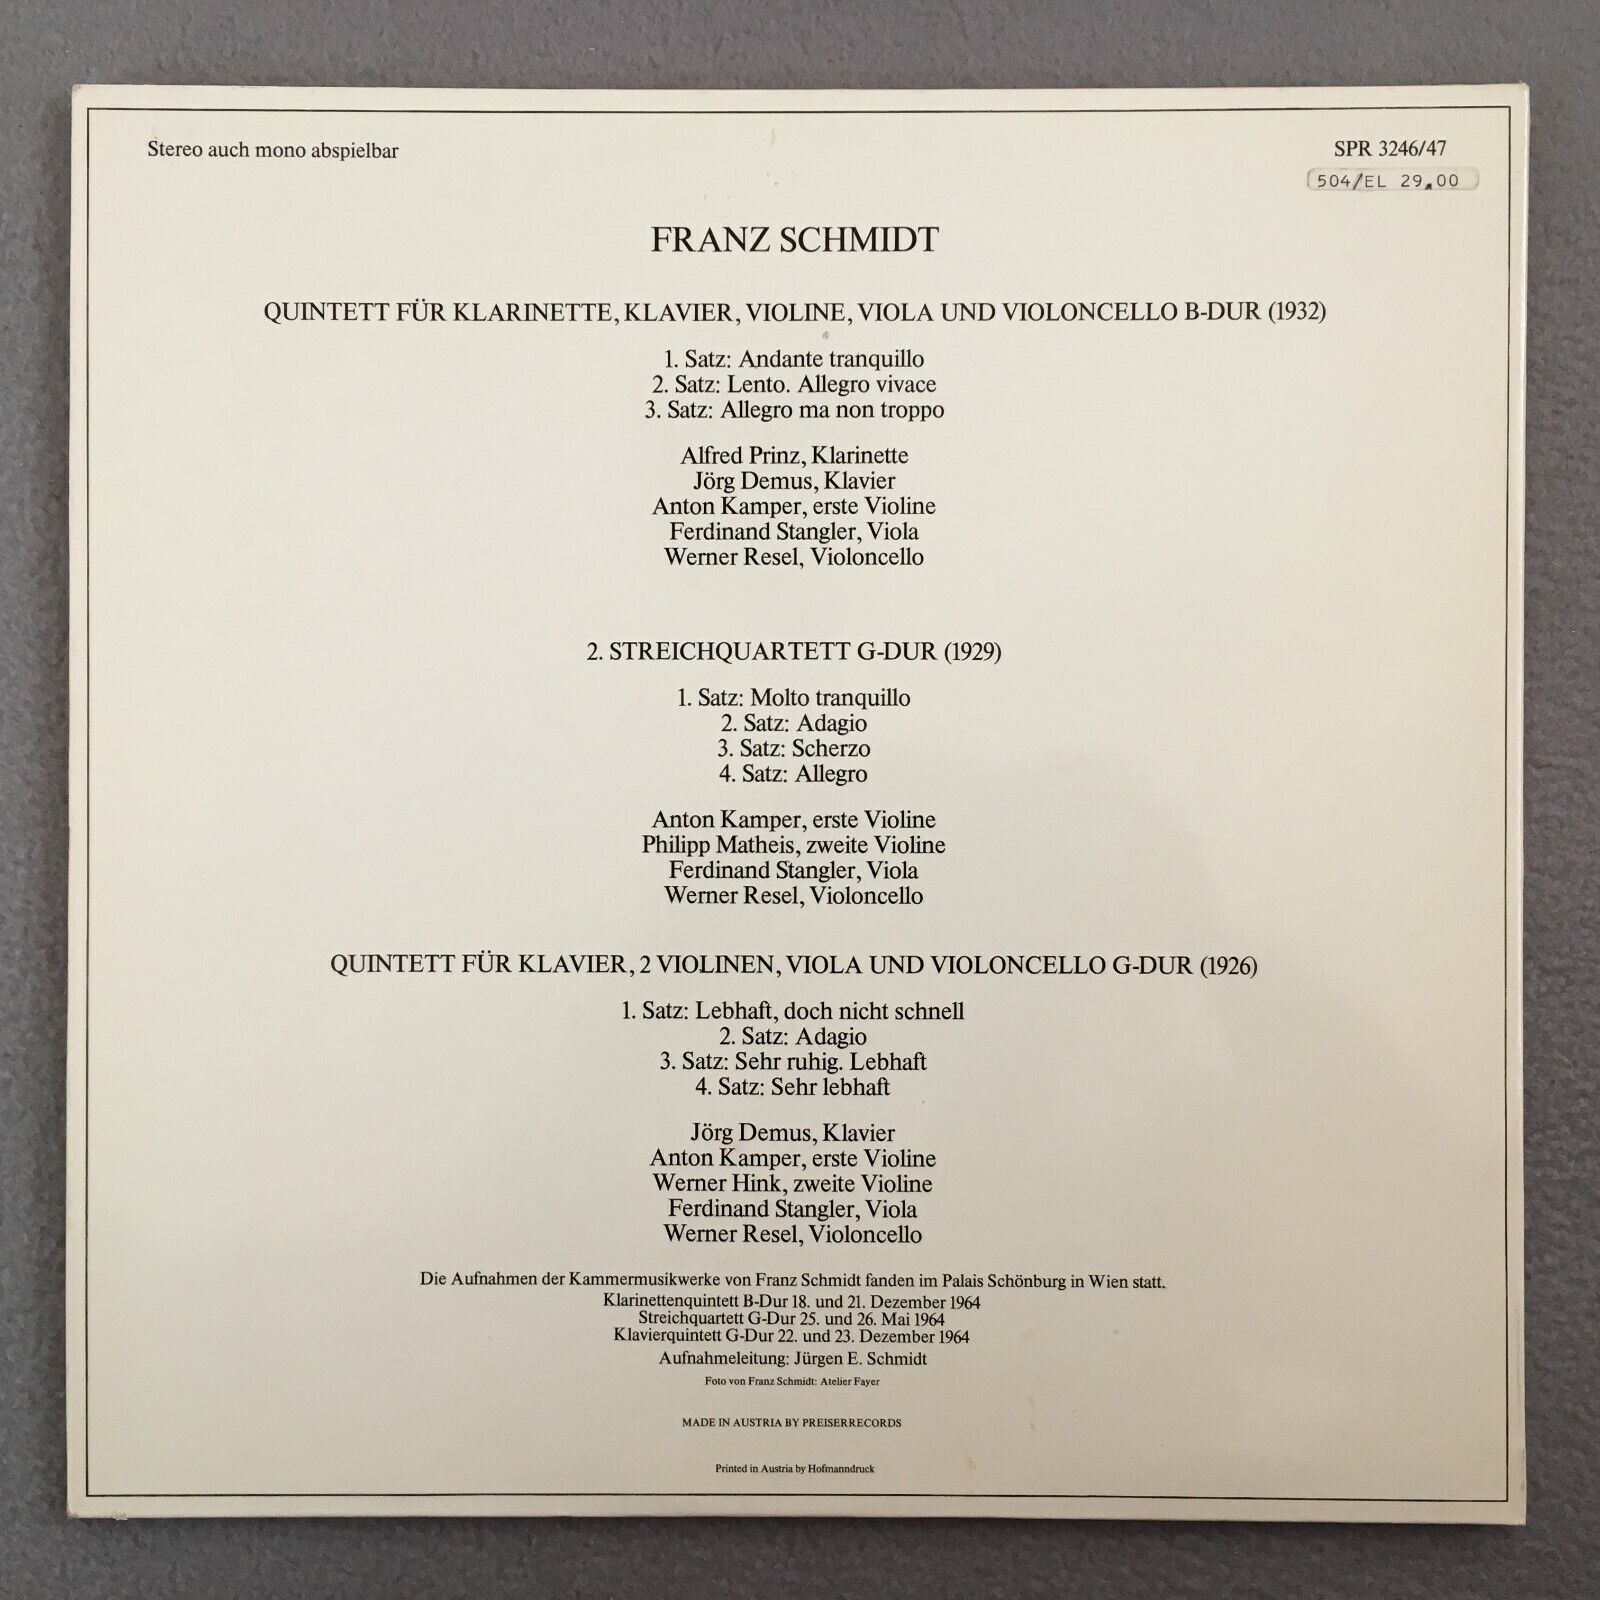 Stereo auch mono abspielbar
SPR 3246/47
504/EL 29,00
FRANZ SCHMIDT
QUINTETT FÜR KLARINETTE, KLAVIER, VIOLINE, VIOLA UND VIOLONCELLO B-DUR (1932)
1. Satz: Andante tranquillo
2. Satz: Lento. Allegro vivace
3. Satz: Allegro ma non troppo
Alfred Prinz, Klarinette
Jörg Demus, Klavier
Anton Kamper, erste Violine
Ferdinand Stangler, Viola
Werner Resel, Violoncello
2. STREICHQUARTETT G-DUR (1929)
1. Satz: Molto tranquillo
2. Satz: Adagio
3. Satz: Scherzo
4. Satz: Allegro
Anton Kamper, erste Violine
Philipp Matheis, zweite Violine
Ferdinand Stangler, Viola
Werner Resel, Violoncello
QUINTETT FÜR KLAVIER, 2 VIOLINEN, VIOLA UND VIOLONCELLO G-DUR (1926)
1. Satz: Lebhaft, doch nicht schnell
2. Satz: Adagio
3. Satz: Sehr ruhig. Lebhaft
4. Satz: Sehr lebhaft
Jörg Demus, Klavier
Anton Kamper, erste Violine
Werner Hink, zweite Violine
Ferdinand Stangler, Viola
Werner Resel, Violoncello
Die Aufnahmen der Kammermusikwerke von Franz Schmidt fanden im Palais Schönburg in Wien statt.
Klarinettenquintett B-Dur 18. und 21. Dezember 1964
Streichquartett G-Dur 25. und 26. Mai 1964
Klavierquintett G-Dur 22. und 23. Dezember 1964
Aufnahmeleitung: Jürgen E. Schmidt
Foto von Franz Schmidt: Atelier Fayer
MADE IN AUSTRIA BY PREISERRECORDS
Printed in Austria by Hofmanndruck